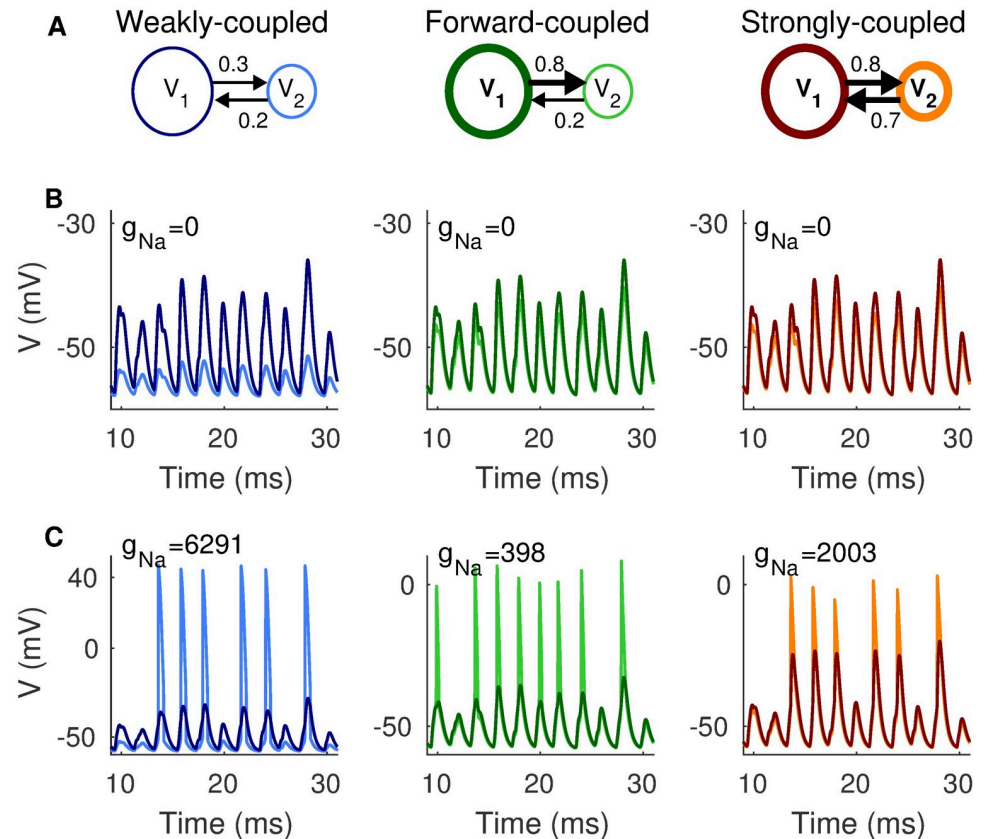 A
Weakly-coupled Forward-coupled Strongly-coupled
V1 0.3 V2 0.2
V1 0.8 V2 0.2
V1 0.8 V2 0.7
B
gNa=0 gNa=0 gNa=0
-30 -30 -30
V (mV)
-50 -50 -50
10 20 30 10 20 30 10 20 30
Time (ms) Time (ms) Time (ms)
C
gNa=6291 gNa=398 gNa=2003
40 0 0
V (mV)
0
-50 -50 -50
10 20 30 10 20 30 10 20 30
Time (ms) Time (ms) Time (ms)